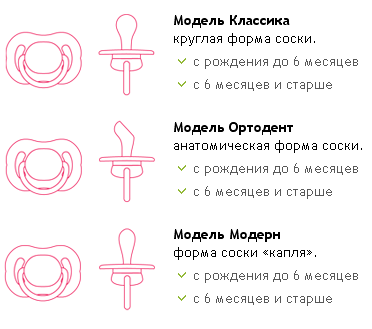 Модель Классика
круглая форма соски.
с рождения до 6 месяцев
с 6 месяцев и старше
Модель Ортодент
анатомическая форма соски.
с рождения до 6 месяцев
с 6 месяцев и старше
Модель Модерн
форма соски «капля».
с рождения до 6 месяцев
с 6 месяцев и старше